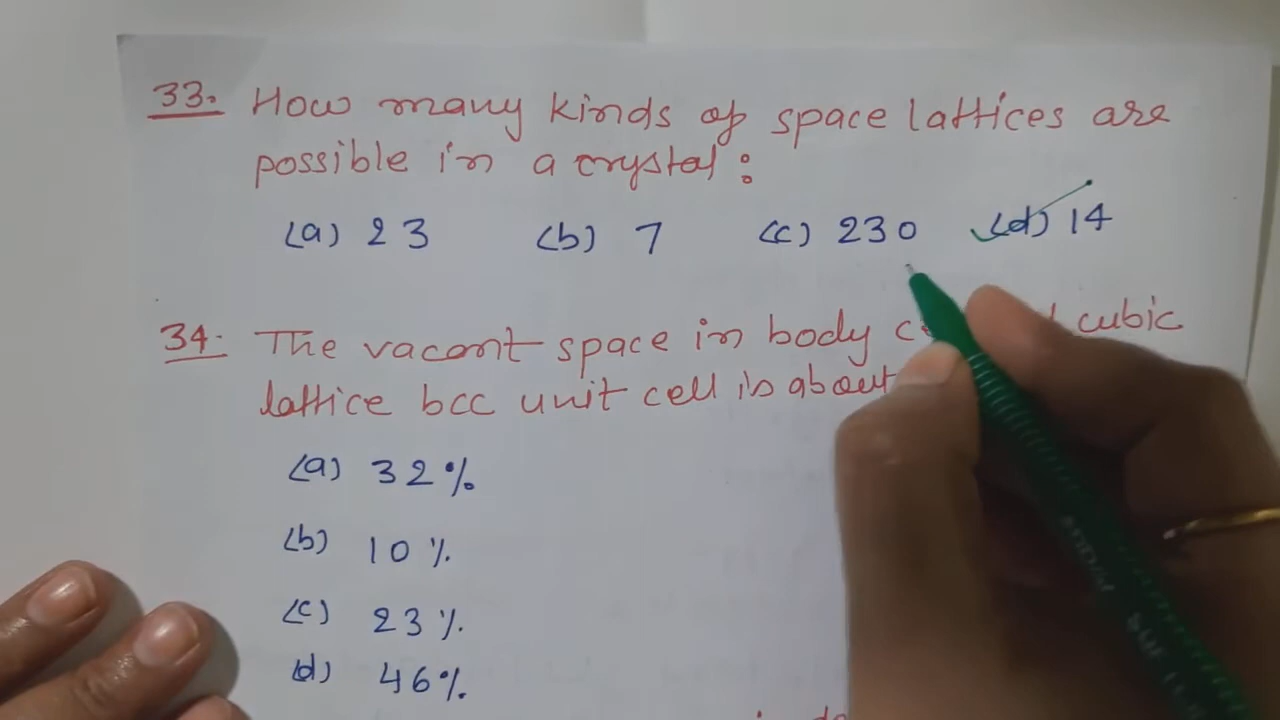 33. How many kinds of space lattices are
possible in a crystal:
(a) 23 (b) 7 (c) 230 (d) 14
34. The vacant space in body cubic
lattice bcc unit cell is about
(a) 32%
(b) 10%
(c) 23%
(d) 46%